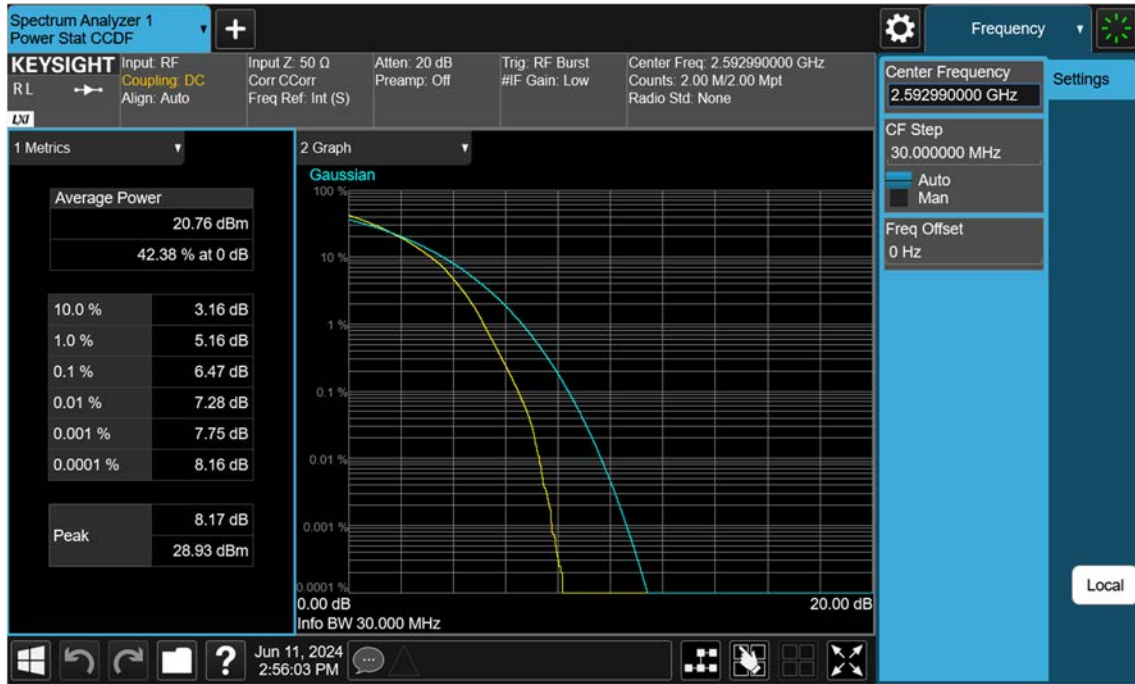 Spectrum Analyzer 1
Power Stat CCDF
+
Frequency
KEYSIGHT
RL
LXI
Input: RF
Coupling: DC
Align: Auto
Input Z: 50 Ω
Corr CCorr
Freq Ref: Int (S)
Atten: 20 dB
Preamp: Off
Trig: RF Burst
#IF Gain: Low
Center Freq: 2.592990000 GHz
Counts: 2.00 M/2.00 Mpt
Radio Std: None
Center Frequency
2.592990000 GHz
Settings
CF Step
30.000000 MHz
Auto
Man
Freq Offset
0 Hz
1 Metrics
Average Power
20.76 dBm
42.38 % at 0 dB
10.0 % 3.16 dB
1.0 % 5.16 dB
0.1 % 6.47 dB
0.01 % 7.28 dB
0.001 % 7.75 dB
0.0001 % 8.16 dB
Peak
8.17 dB
28.93 dBm
2 Graph
Gaussian
100 %
10 %
1 %
0.1 %
0.01 %
0.001 %
0.0001 %
0.00 dB 20.00 dB
Info BW 30.000 MHz
Local
?
Jun 11, 2024
2:56:03 PM